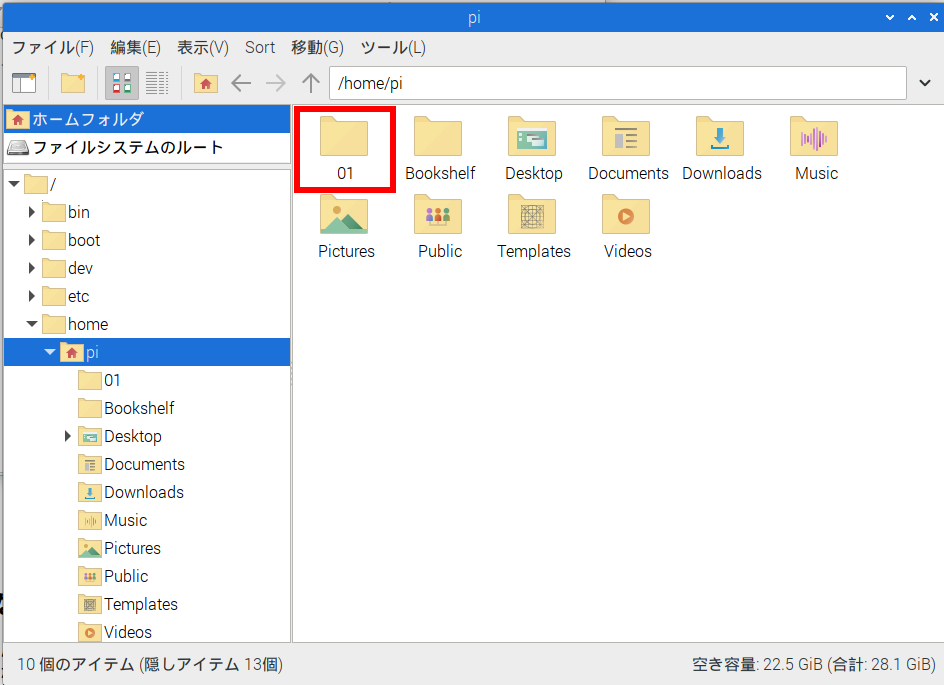 pi
ファイル(F) 編集(E) 表示(V) Sort 移動(G) ツール(L)
/home/pi
ホームフォルダ
ファイルシステムのルート
/
bin
boot
dev
etc
home
pi
01
Bookshelf
Desktop
Documents
Downloads
Music
Pictures
Public
Templates
Videos
01 Bookshelf Desktop Documents Downloads Music
Pictures Public Templates Videos
10 個のアイテム (隠しアイテム 13個) 空き容量: 22.5 GiB (合計: 28.1 GiB)